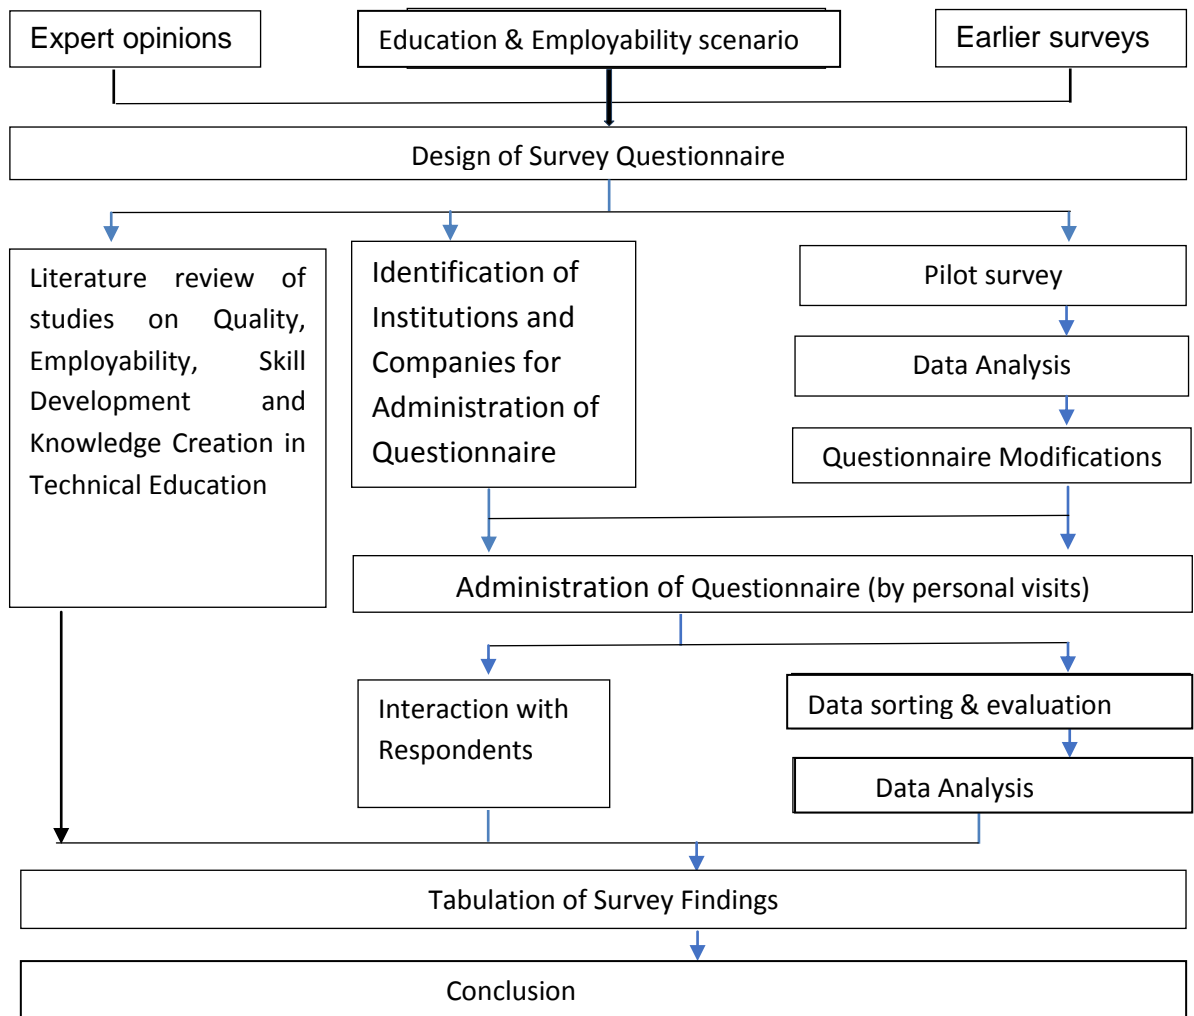 Expert opinions
Education & Employability scenario
Earlier surveys
Design of Survey Questionnaire
Literature review of
studies on Quality,
Employability, Skill
Development and
Knowledge Creation in
Technical Education
Identification of
Institutions and
Companies for
Administration of
Questionnaire
Pilot survey
Data Analysis
Questionnaire Modifications
Administration of Questionnaire (by personal visits)
Interaction with
Respondents
Data sorting & evaluation
Data Analysis
Tabulation of Survey Findings
Conclusion